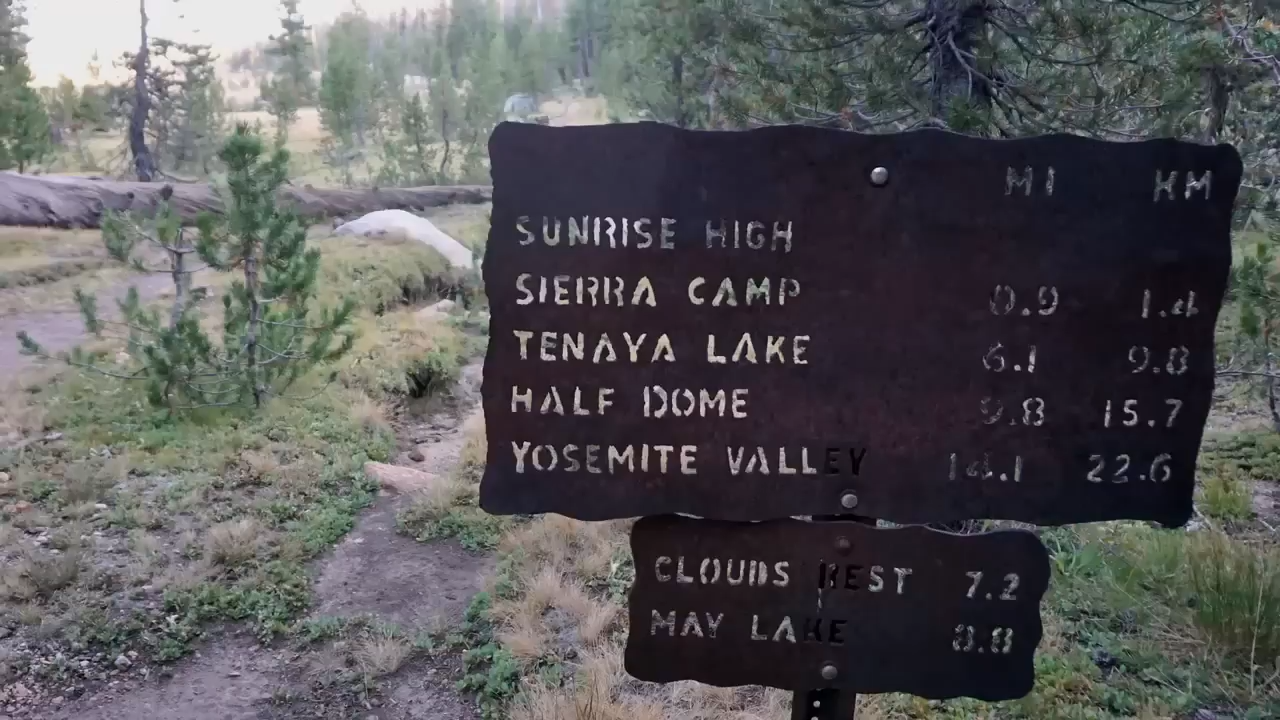 MI KM
SUNRISE HIGH
SIERRA CAMP 0.9 1.4
TENAYA LAKE 6.1 9.8
HALF DOME 9.8 15.7
YOSEMITE VALLEY 14.1 22.6
CLOUDS REST 7.2
MAY LAKE 8.8